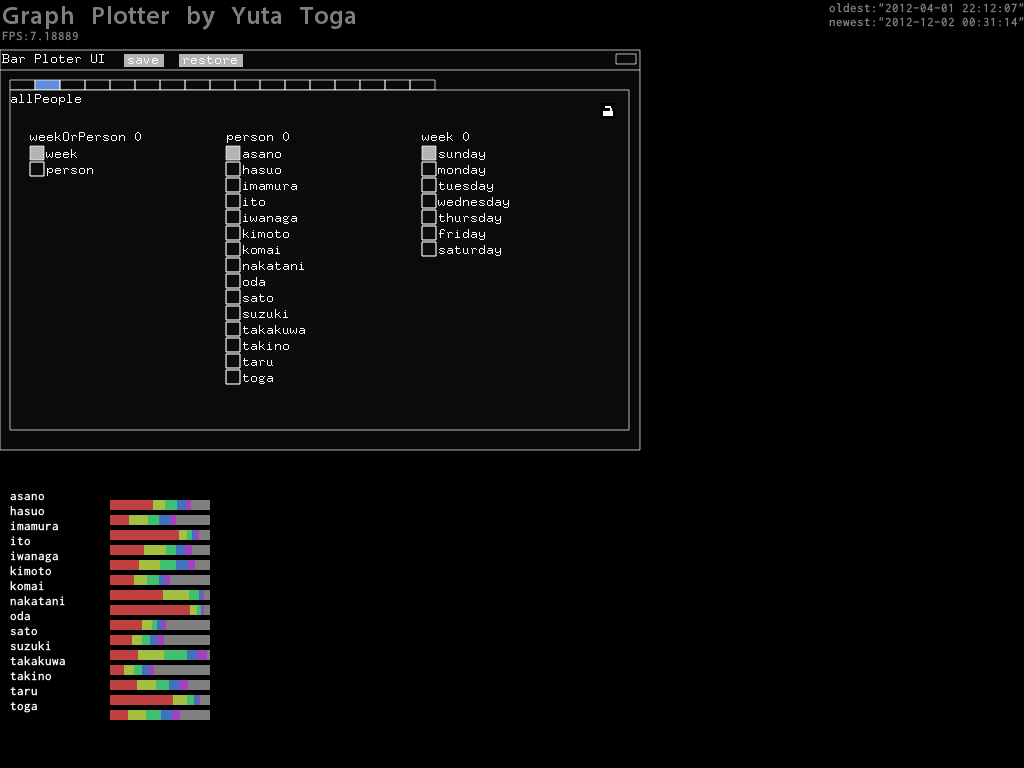 Graph Plotter by Yuta Toga
oldest:"2012-04-01 22:12:07"
newest:"2012-12-02 00:31:14"
FPS:7.18889
Bar Ploter UI save restore
allPeople
weekOrPerson 0
week
person
person 0
asano
hasuo
imamura
ito
iwanaga
kimoto
komai
nakatani
oda
sato
suzuki
takakuwa
takino
taru
toga
week 0
sunday
monday
tuesday
wednesday
thursday
friday
saturday
asano
hasuo
imamura
ito
iwanaga
kimoto
komai
nakatani
oda
sato
suzuki
takakuwa
takino
taru
toga